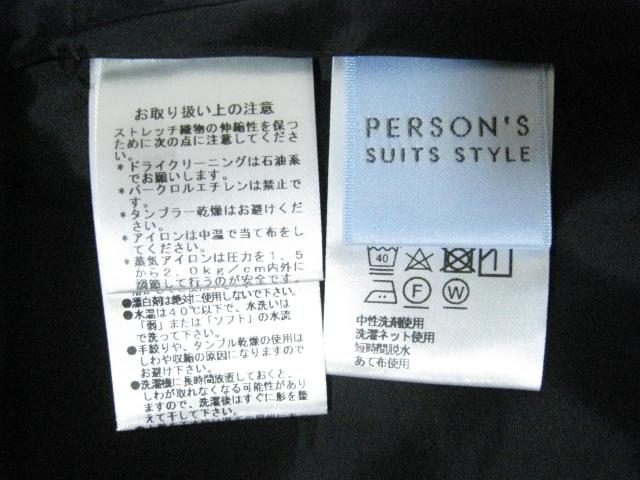 お取り扱い上の注意
ストレッチ織物の伸縮性を保つ
ために次の点に注意してくださ
い。
*ドライクリーニングは石油系
でお願いします。
*パークロルエチレンは禁止で
す。
*タンブラー乾燥はお避けくだ
さい。
*アイロンは中温で当て布をし
てください。
*蒸気アイロンは圧力を1、5
から2、0kg/cm内外に
調節して行うのが安全です。
●漂白剤は絶対に使用しないで下さい。
●水温は40℃以下で、水洗いは
「弱」または「ソフト」の水流
で洗って下さい。
●手絞りや、タンブル乾燥の使用は
しわや収縮の原因になりますので
お避け下さい。
●洗濯機に長時間放置しておくと、
しわが取れなくなる可能性があり
ますので、洗濯後はすぐに形を整
えて干して下さい。
PERSON'S
SUITS STYLE
40
F W
中性洗剤使用
洗濯ネット使用
短時間脱水
あて布使用